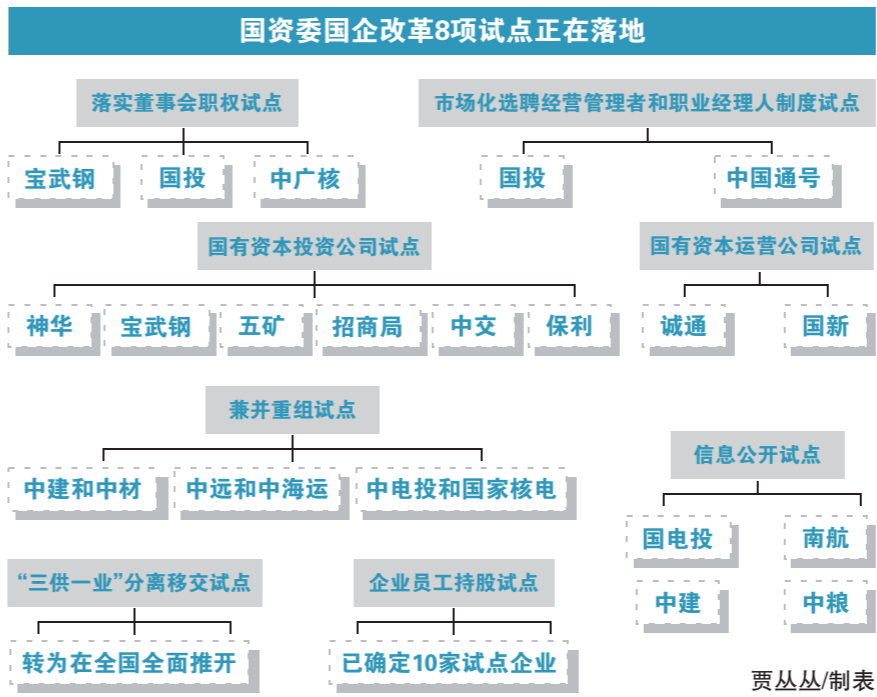 国资委国企改革8项试点正在落地
落实董事会职权试点
宝武钢
国投
中广核
市场化选聘经营管理者和职业经理人制度试点
国投
中国通号
国有资本投资公司试点
神华
宝武钢
五矿
招商局
中交
保利
国有资本运营公司试点
诚通
国新
兼并重组试点
中建和中材
中远和中海运
中电投和国家核电
信息公开试点
国电投
南航
中建
中粮
“三供一业”分离移交试点
转为在全国全面推开
企业员工持股试点
已确定10家试点企业
贾丛丛/制表